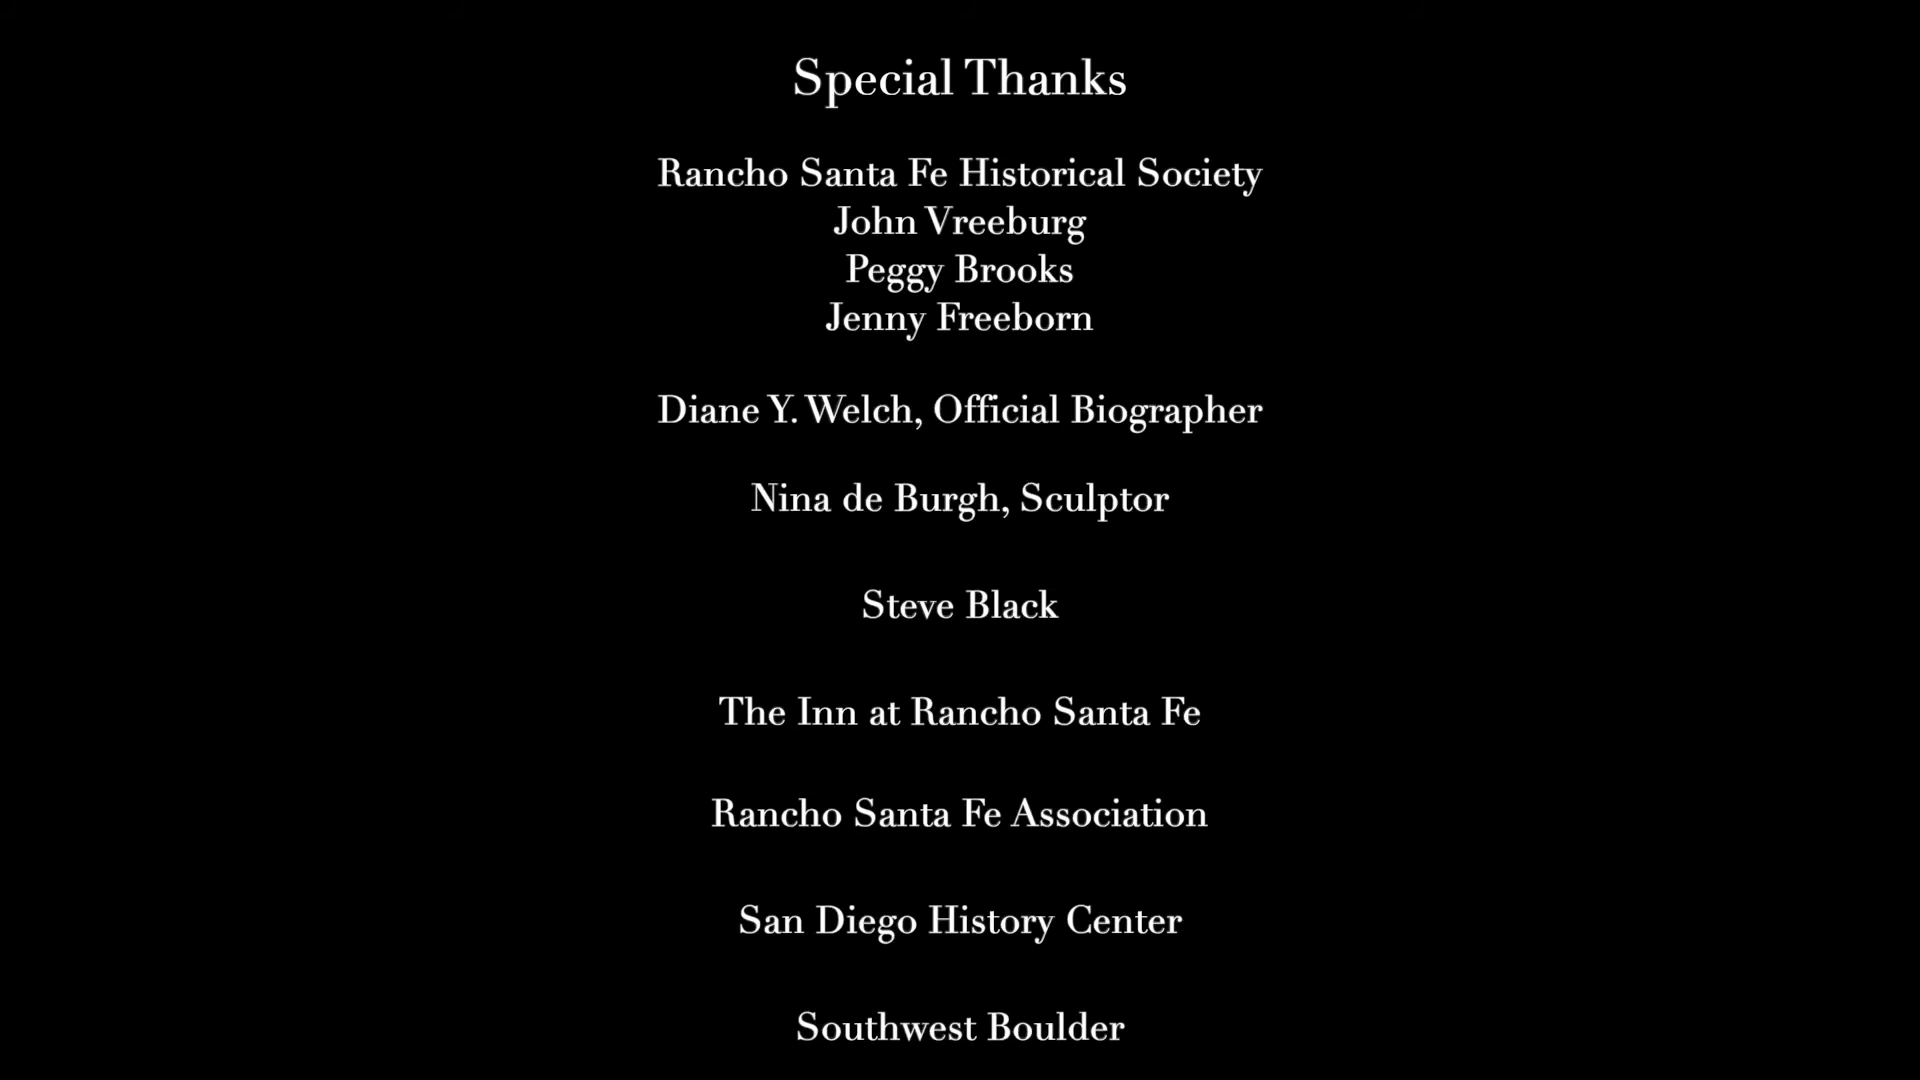 Special Thanks
Rancho Santa Fe Historical Society
John Vreeburg
Peggy Brooks
Jenny Freeborn
Diane Y. Welch, Official Biographer
Nina de Burgh, Sculptor
Steve Black
The Inn at Rancho Santa Fe
Rancho Santa Fe Association
San Diego History Center
Southwest Boulder